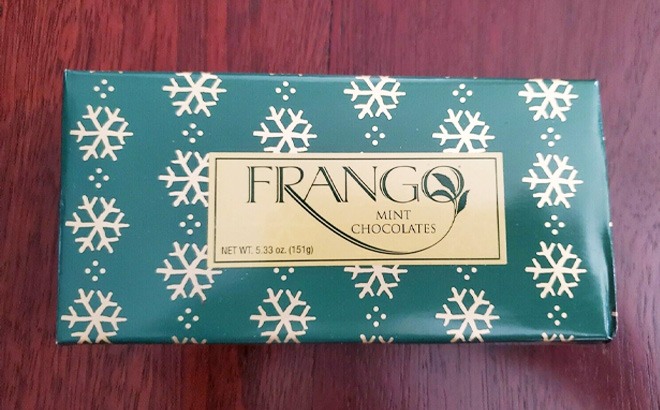 FRANGO
MINT
CHOCOLATES
NET WT. 5.33 oz. (151g)